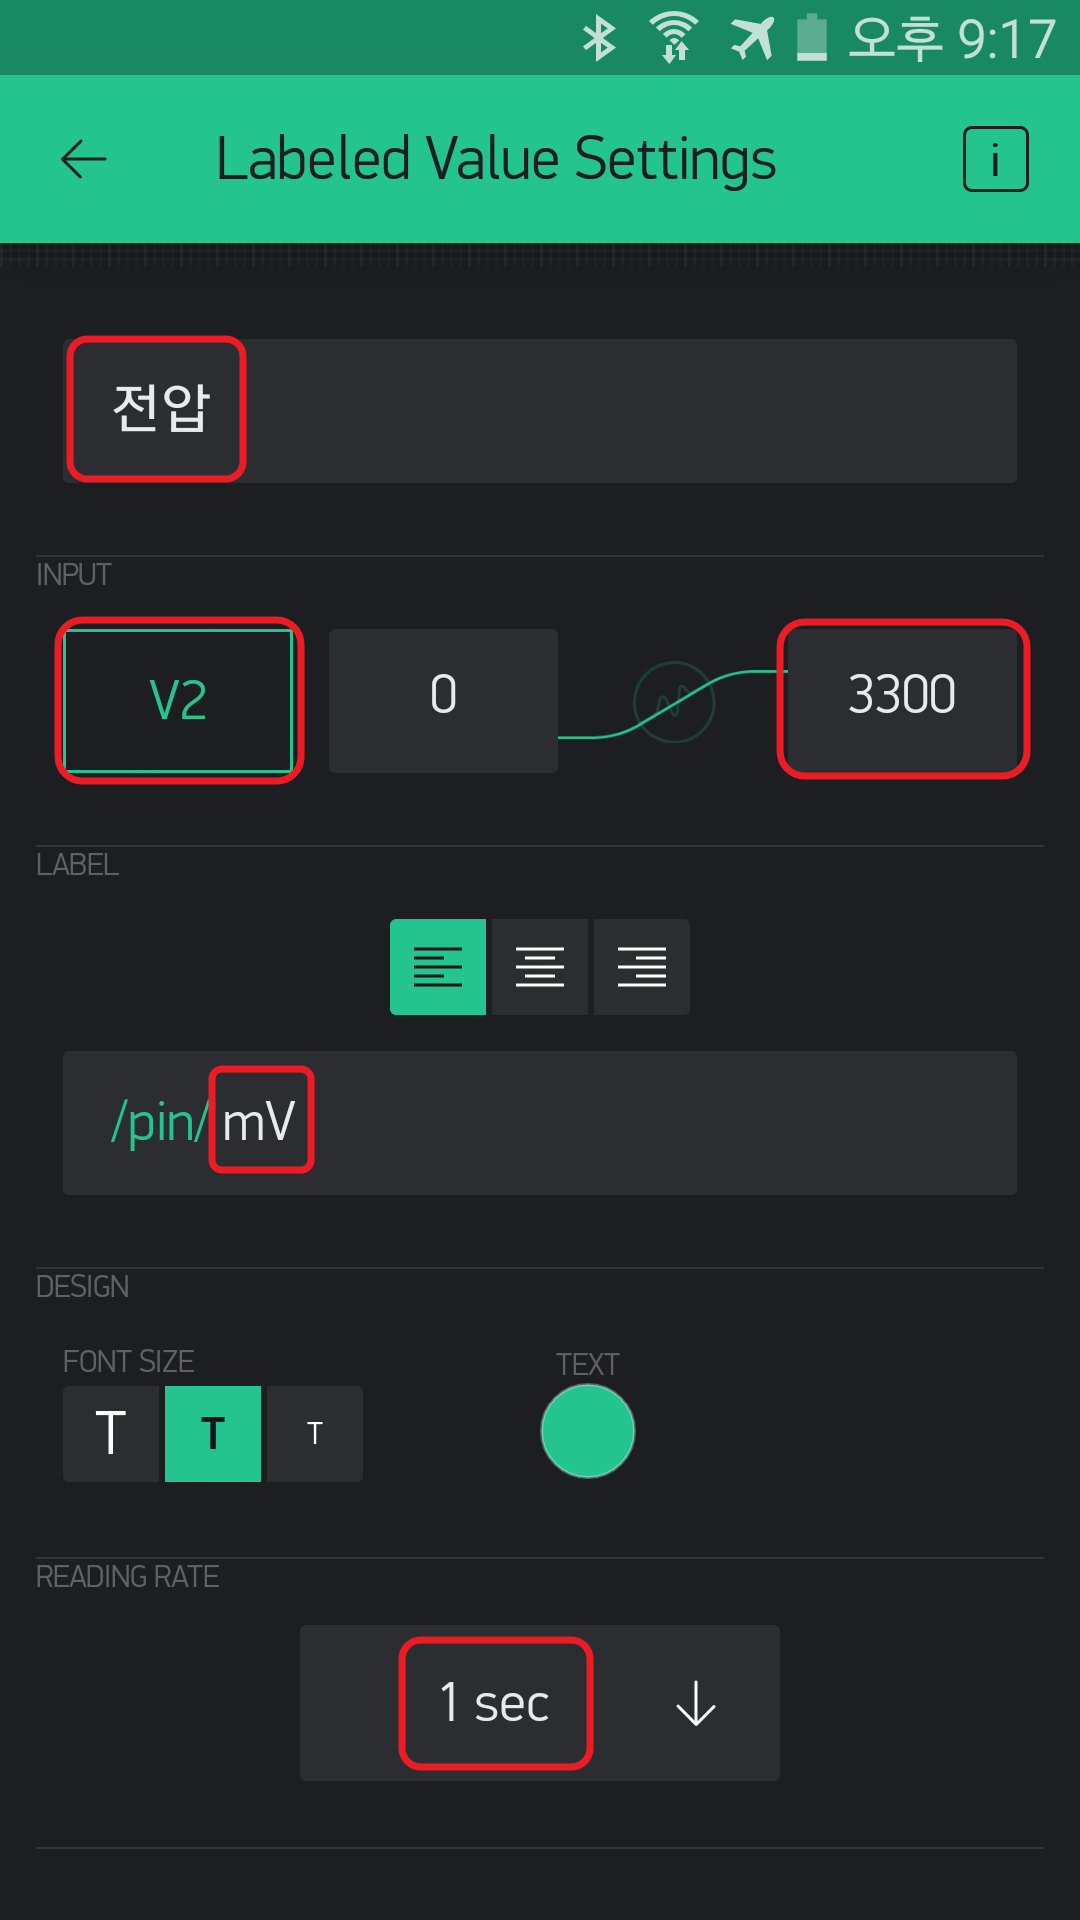 오후 9:17
Labeled Value Settings
i
전압
INPUT
V2 0 3300
LABEL
/pin/ mV
DESIGN
FONT SIZE TEXT
T T T
READING RATE
1 sec